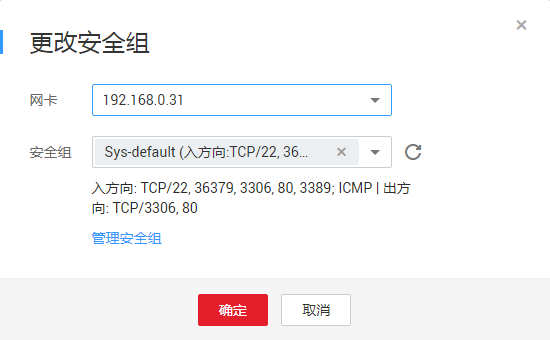 更改安全组
网卡
192.168.0.31
安全组
Sys-default (入方向:TCP/22, 36...
入方向: TCP/22, 36379, 3306, 80, 3389; ICMP | 出方
向: TCP/3306, 80
管理安全组
确定
取消